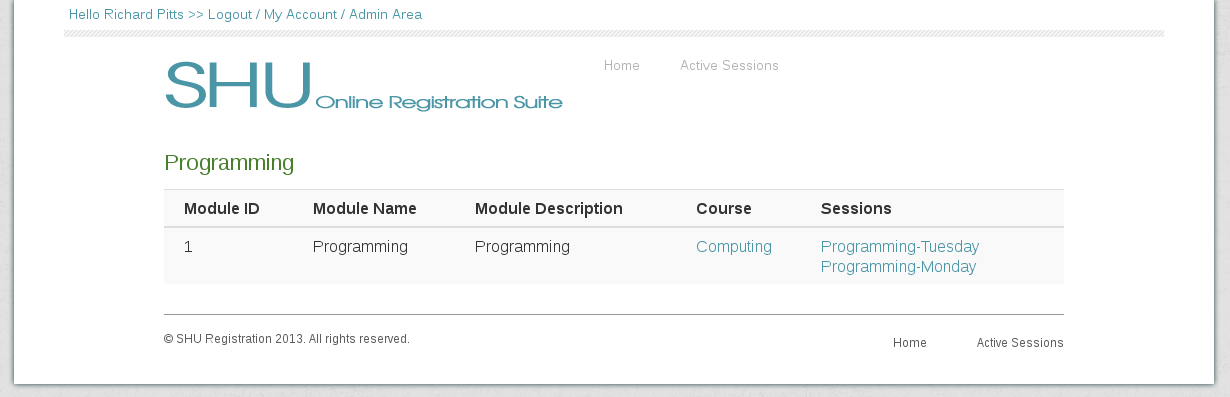 Hello Richard Pitts >> Logout / My Account / Admin Area
SHU Online Registration Suite
Home Active Sessions
Programming
Module ID Module Name Module Description Course Sessions
1 Programming Programming Computing Programming-Tuesday
Programming-Monday
© SHU Registration 2013. All rights reserved.
Home Active Sessions